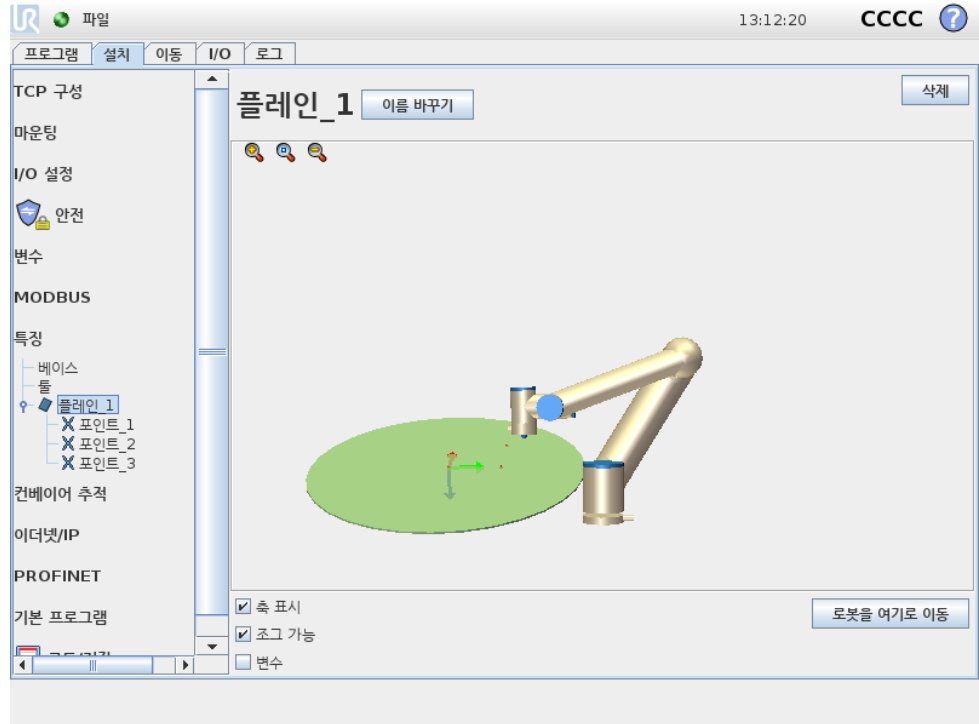 UR 파일 13:12:20 CCCC ?
프로그램 설치 이동 I/O 로그
TCP 구성
마운팅
I/O 설정
안전
변수
MODBUS
특징
베이스
툴
플레인_1
포인트_1
포인트_2
포인트_3
컨베이어 추적
이더넷/IP
PROFINET
기본 프로그램
플레인_1 이름 바꾸기 삭제
축 표시
조그 가능
변수
로봇을 여기로 이동